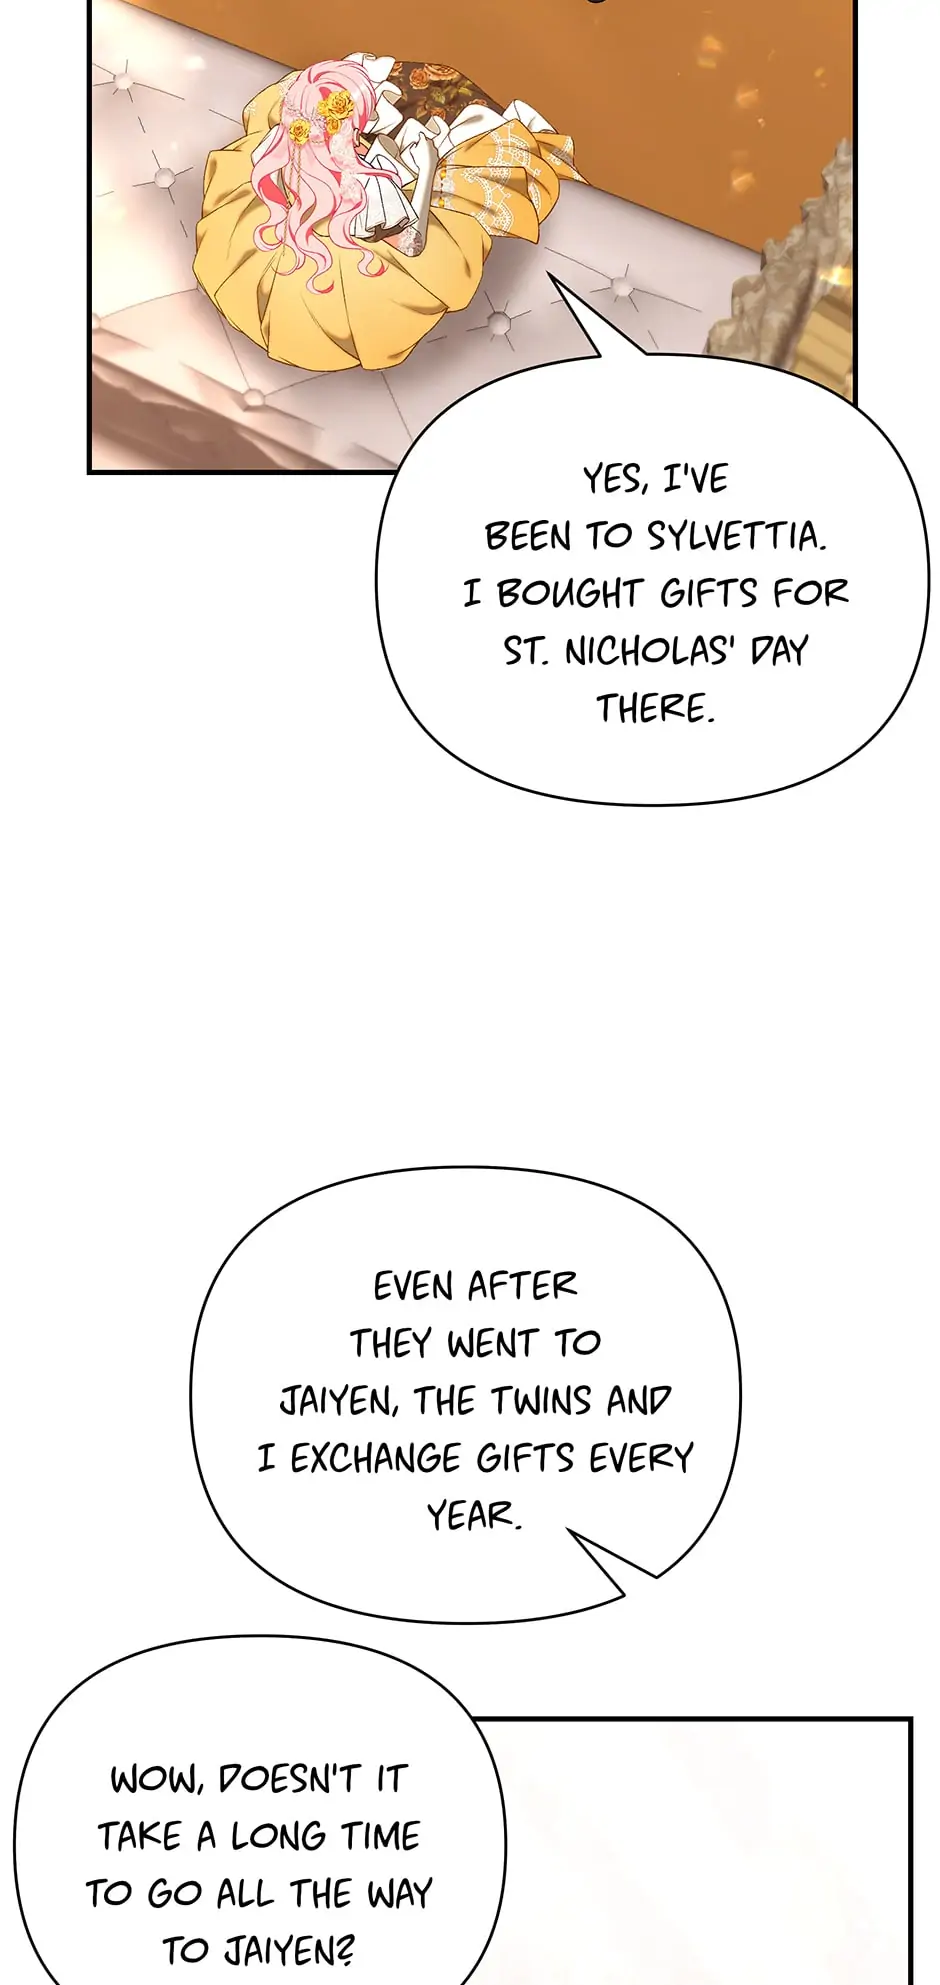 YES, I'VE
BEEN TO SYLVETTIA.
I BOUGHT GIFTS FOR
ST. NICHOLAS' DAY
THERE.
EVEN AFTER
THEY WENT TO
JAIYEN, THE TWINS AND
I EXCHANGE GIFTS EVERY
YEAR.
WOW, DOESN'T IT
TAKE A LONG TIME
TO GO ALL THE WAY
TO JAIYEN?